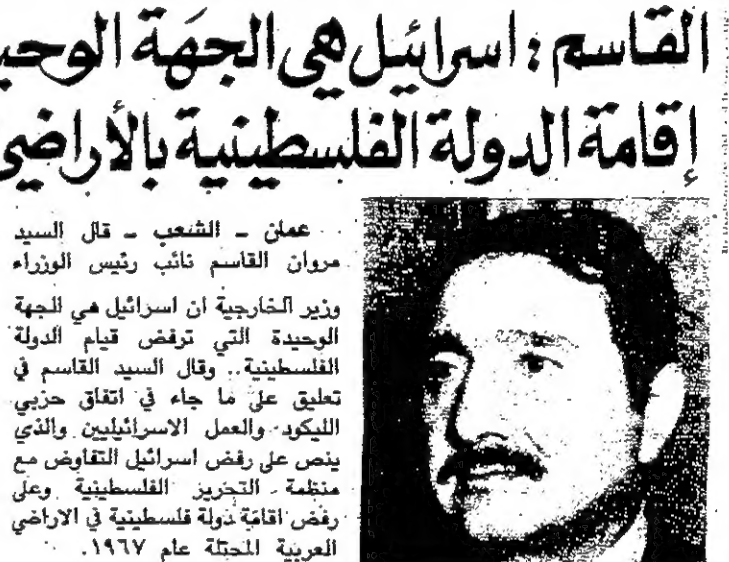 القاسم : اسرائيل هي الجهة الوحي
إقامة الدولة الفلسطينية بالأراضي
عمان - الشعب - قال السيد
مروان القاسم نائب رئيس الوزراء
وزير الخارجية ان اسرائيل هي الجهة
الوحيدة التي ترفض قيام الدولة
الفلسطينية.. وقال السيد القاسم في
تعليق على ما جاء في اتفاق حزبي
الليكود والعمل الاسرائيليين والذي
ينص على رفض اسرائيل التفاوض مع
منظمة التحرير الفلسطينية وعلى
رفض اقامة دولة فلسطينية في الاراضي
العربية المحتلة عام ١٩٦٧.